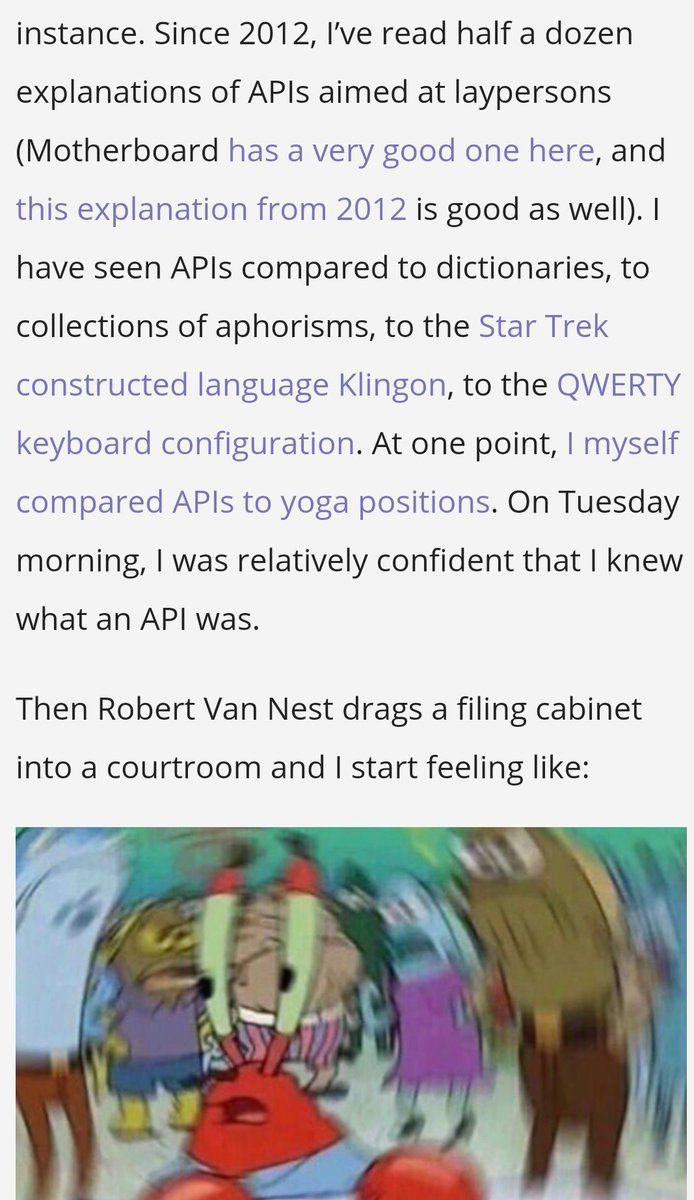 instance. Since 2012, I’ve read half a dozen
explanations of APIs aimed at laypersons
(Motherboard has a very good one here, and
this explanation from 2012 is good as well). I
have seen APIs compared to dictionaries, to
collections of aphorisms, to the Star Trek
constructed language Klingon, to the QWERTY
keyboard configuration. At one point, I myself
compared APIs to yoga positions. On Tuesday
morning, I was relatively confident that I knew
what an API was.
Then Robert Van Nest drags a filing cabinet
into a courtroom and I start feeling like: